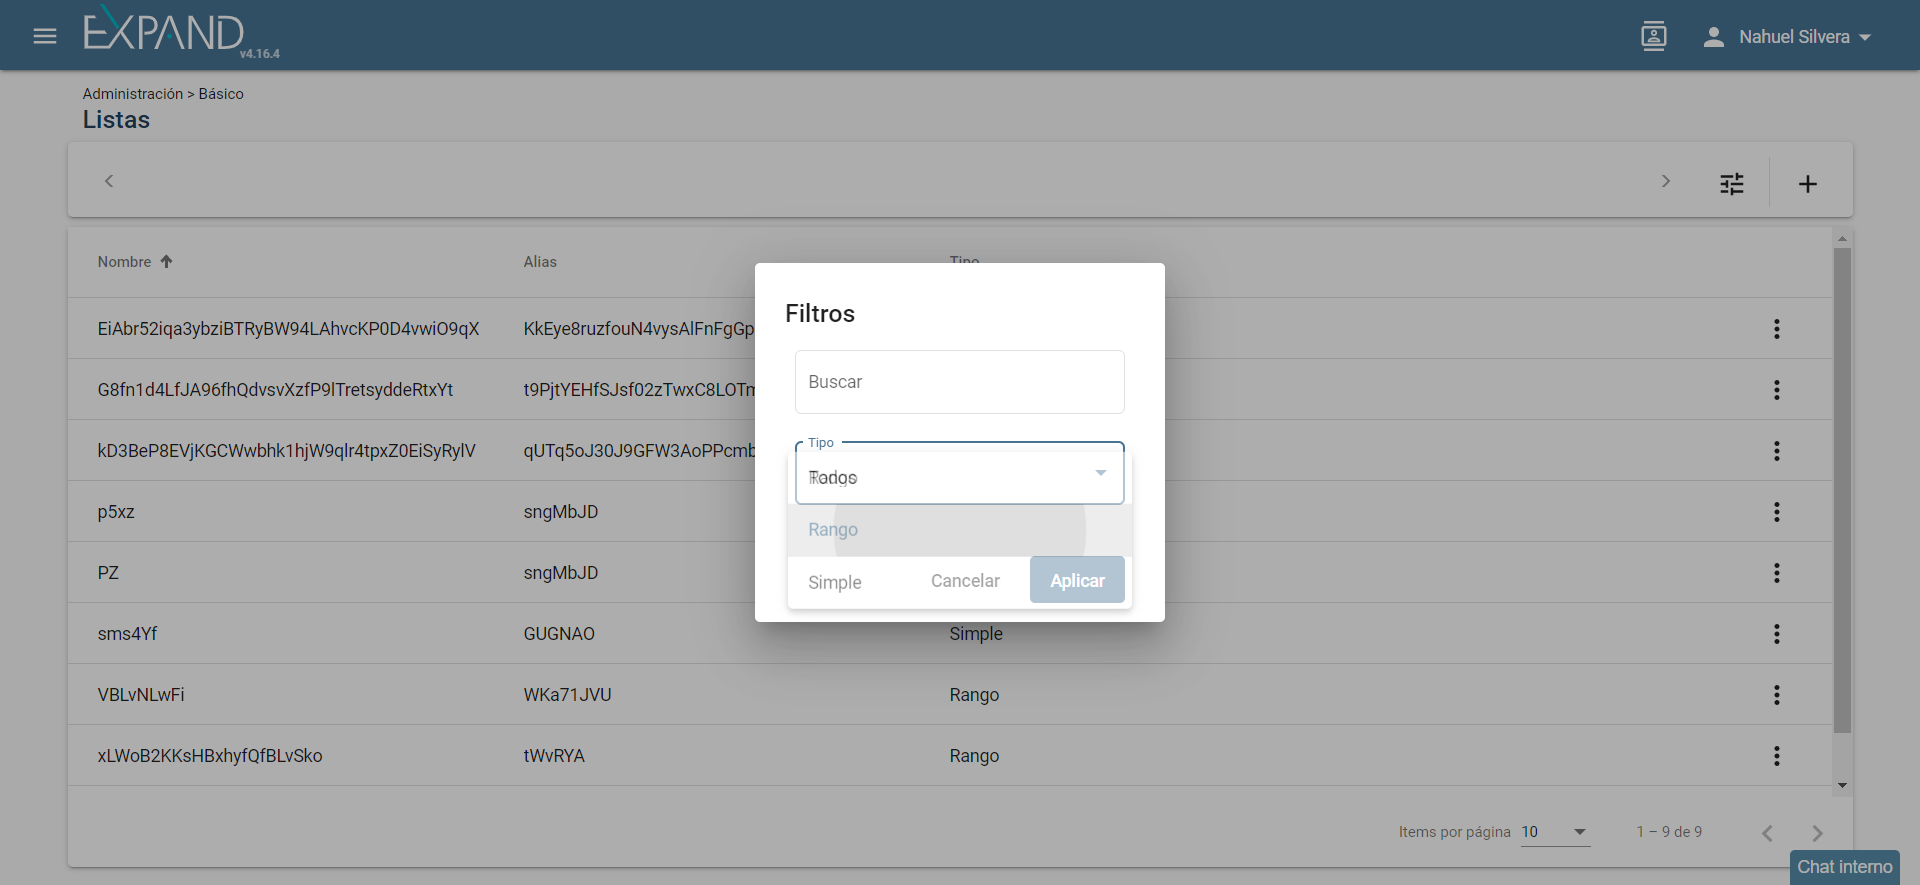 EXPAND
v4.16.4
Nahuel Silvera
Administración > Básico
Listas
Nombre
Alias
Tipo
EiAbr52iqa3ybziBTRyBW94LAhvcKP0D4vwiO9qX
KkEye8ruzfouN4vysAlFnFgGp
G8fn1d4LfJA96fhQdvsvXzfP9lTretsyddeRtxYt
t9PjtYEHfSJsf02zTwxC8LOTm
kD3BeP8EVjKGCWwbhk1hjW9qlr4tpxZ0EiSyRylV
qUTq5oJ30J9GFW3AoPPcmb
p5xz
sngMbJD
PZ
sngMbJD
sms4Yf
GUGNAO
Simple
VBLvNLwFi
WKa71JVU
Rango
xLWoB2KKsHBxhyfQfBLvSko
tWvRYA
Rango
Filtros
Buscar
Tipo
Todos
Rango
Simple
Cancelar
Aplicar
Items por página
10
1 – 9 de 9
Chat interno